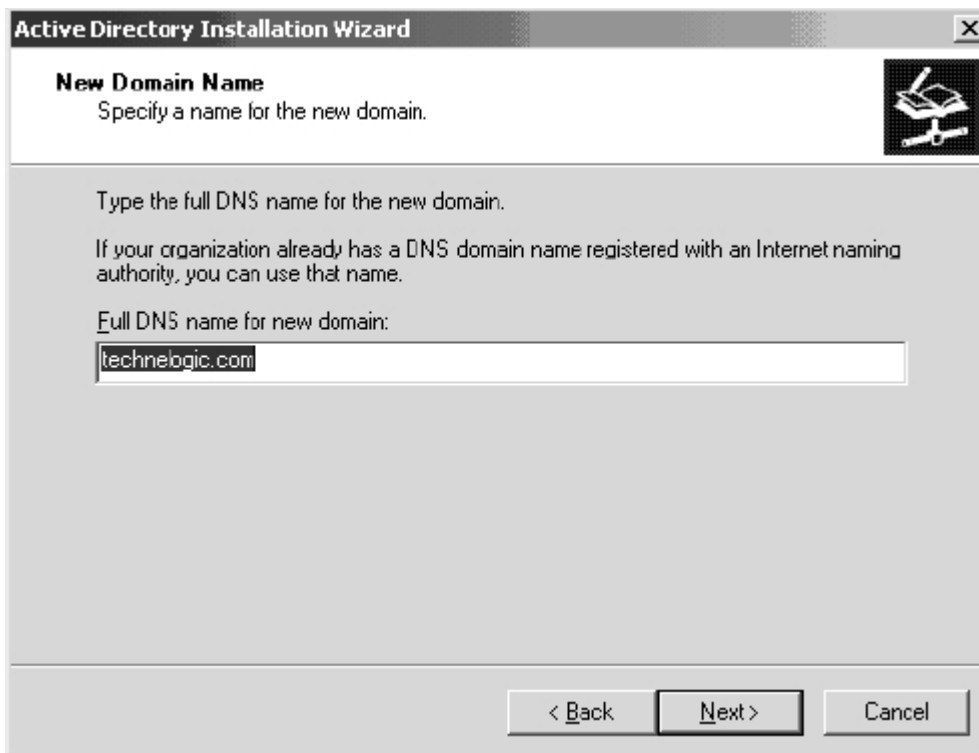 Active Directory Installation Wizard
New Domain Name
Specify a name for the new domain.
Type the full DNS name for the new domain.
If your organization already has a DNS domain name registered with an Internet naming
authority, you can use that name.
Full DNS name for new domain:
technelogic.com
< Back
Next >
Cancel